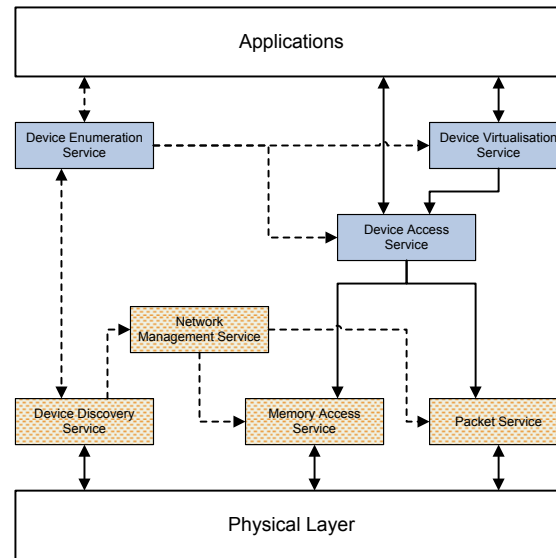 Applications
Device Enumeration
Service
Device Virtualisation
Service
Device Access
Service
Network
Management Service
Device Discovery
Service
Memory Access
Service
Packet Service
Physical Layer